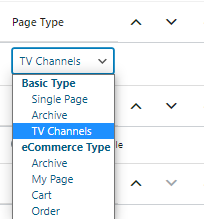 Page Type
TV Channels
Basic Type
Single Page
Archive
TV Channels
eCommerce Type
Archive
My Page
Cart
Order